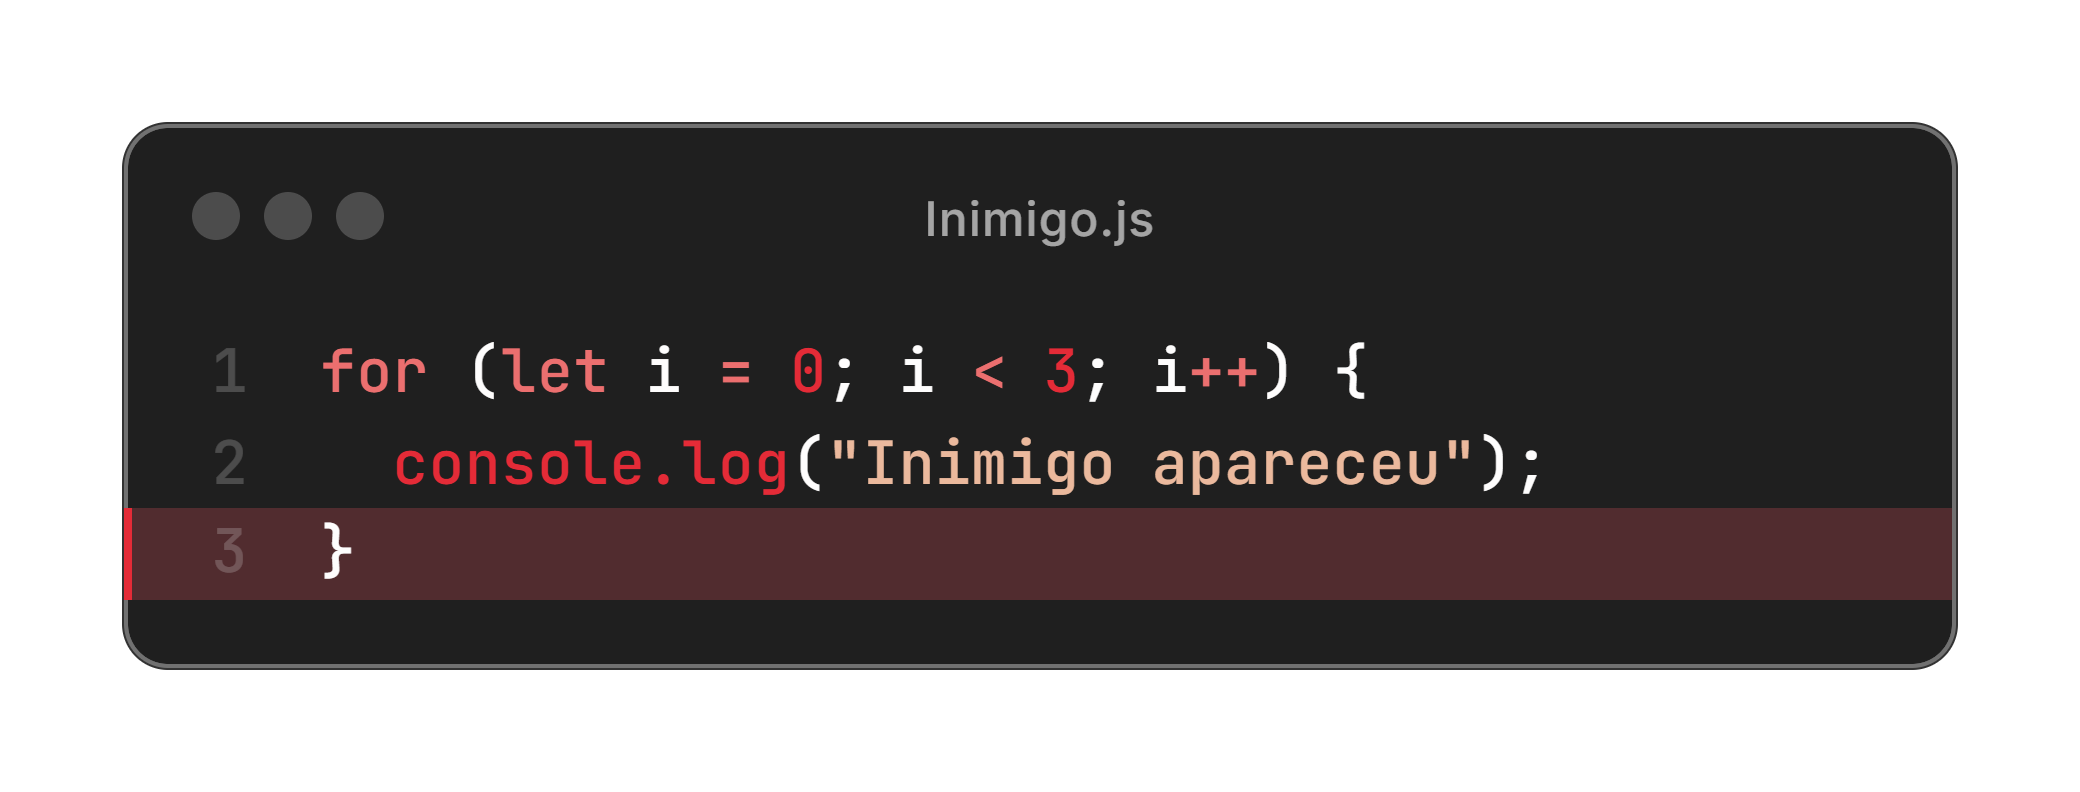 Inimigo.js
1 for (let i = 0; i < 3; i++) {
2   console.log("Inimigo apareceu");
3 }